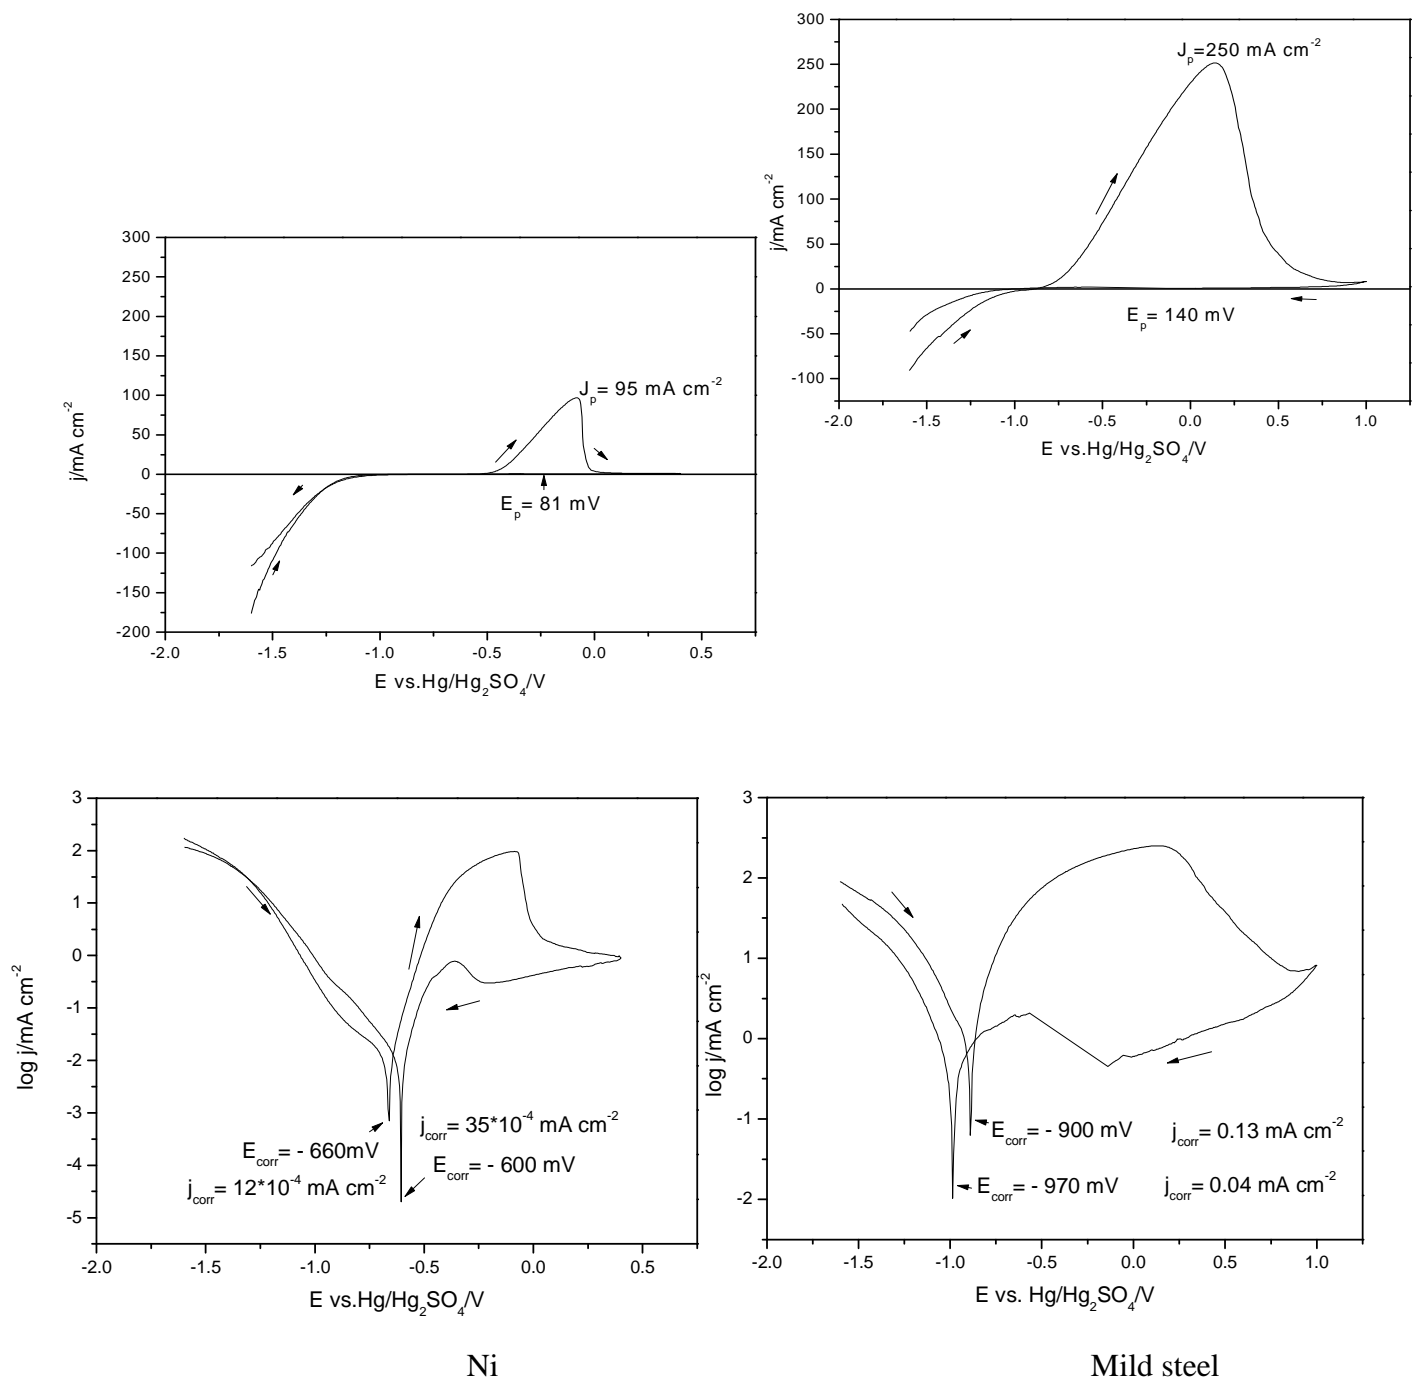 300
250
200
150
100
50
0
-50
-100
j/mA cm-2
Jp=250 mA cm-2
Ep= 140 mV
-2.0 -1.5 -1.0 -0.5 0.0 0.5 1.0
E vs.Hg/Hg2SO4/V
300
250
200
150
100
50
0
-50
-100
-150
-200
j/mA cm-2
Jp= 95 mA cm-2
Ep= 81 mV
-2.0 -1.5 -1.0 -0.5 0.0 0.5
E vs.Hg/Hg2SO4/V
3
2
1
0
-1
-2
-3
-4
-5
log j/mA cm-2
jcorr= 35*10-4 mA cm-2
Ecorr= - 660mV
Ecorr= - 600 mV
jcorr= 12*10-4 mA cm-2
-2.0 -1.5 -1.0 -0.5 0.0 0.5
E vs.Hg/Hg2SO4/V
3
2
1
0
-1
-2
log j/mA cm-2
Ecorr= - 900 mV jcorr= 0.13 mA cm-2
Ecorr= - 970 mV jcorr= 0.04 mA cm-2
-2.0 -1.5 -1.0 -0.5 0.0 0.5 1.0
E vs. Hg/Hg2SO4/V
Ni Mild steel